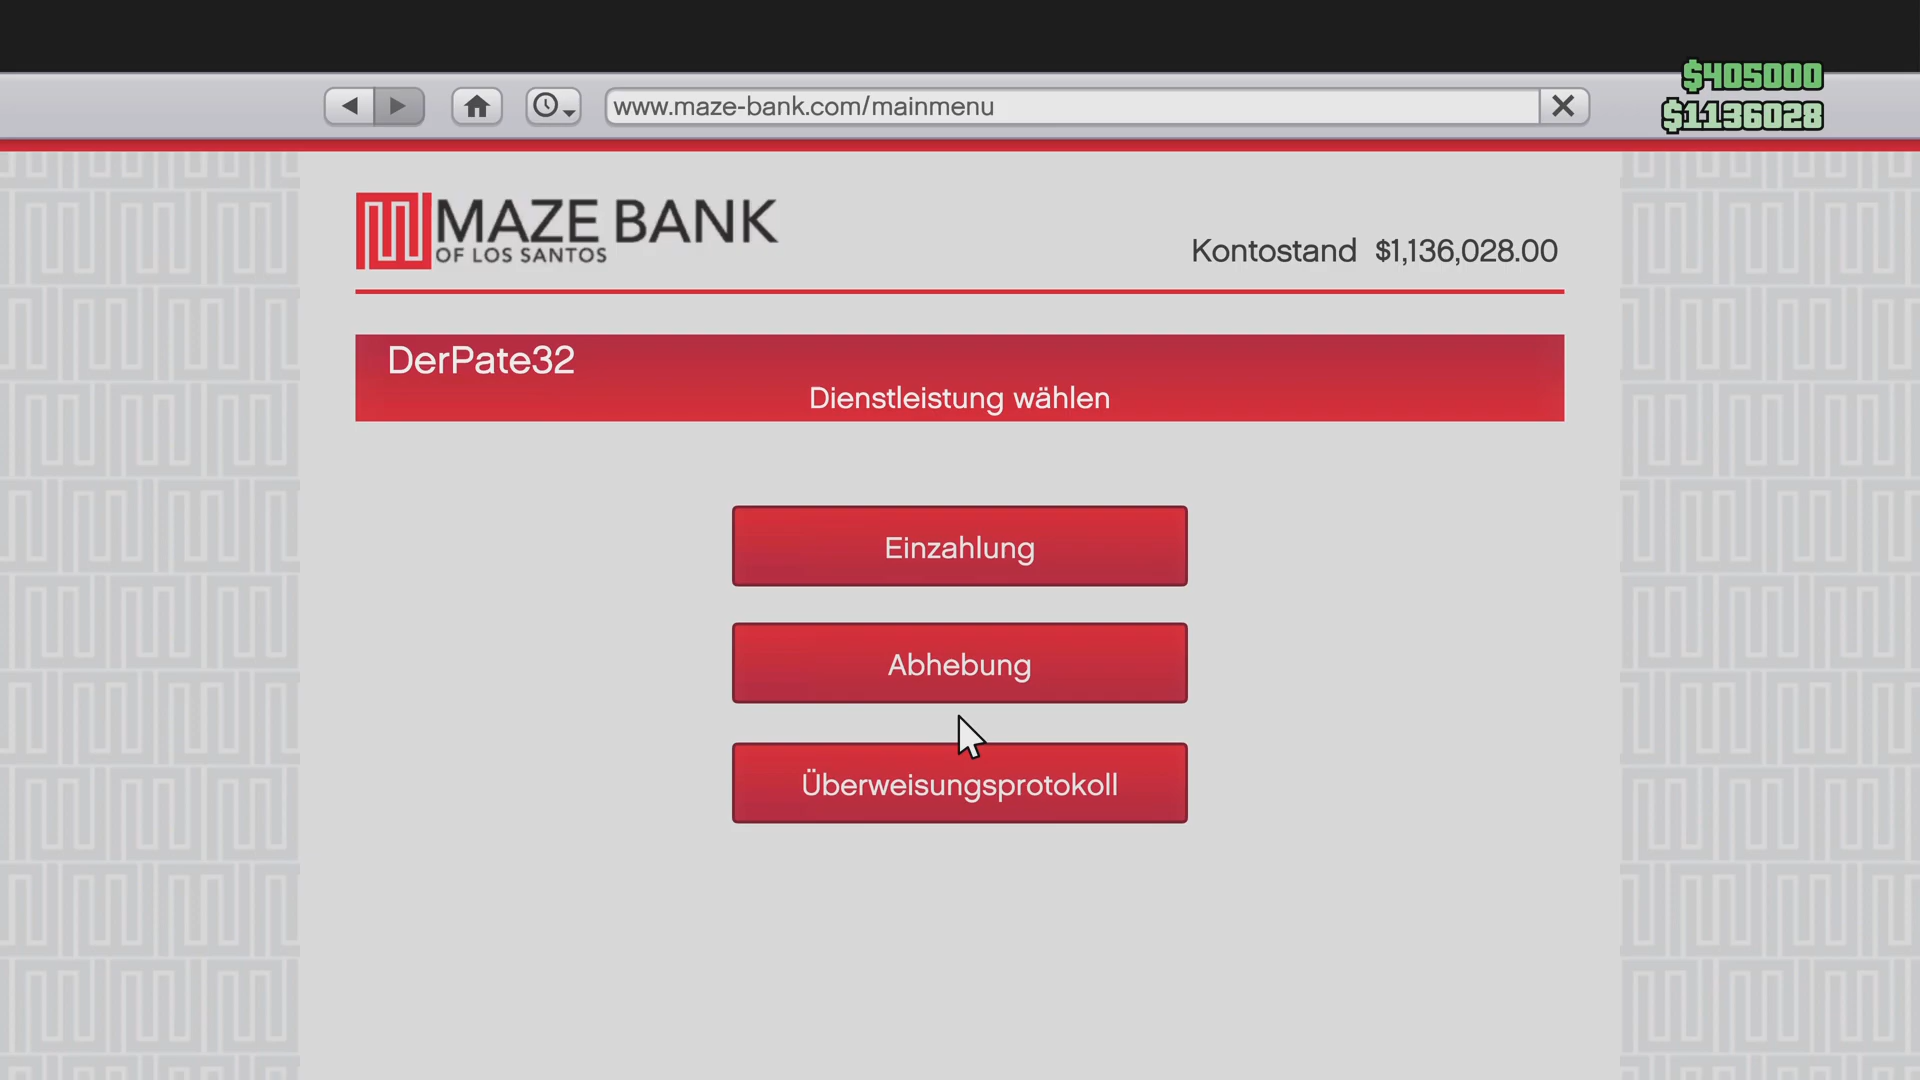 $405000
www.maze-bank.com/mainmenu
$1136028
MAZE BANK
OF LOS SANTOS
Kontostand $1,136,028.00
DerPate32
Dienstleistung wählen
Einzahlung
Abhebung
Überweisungsprotokoll